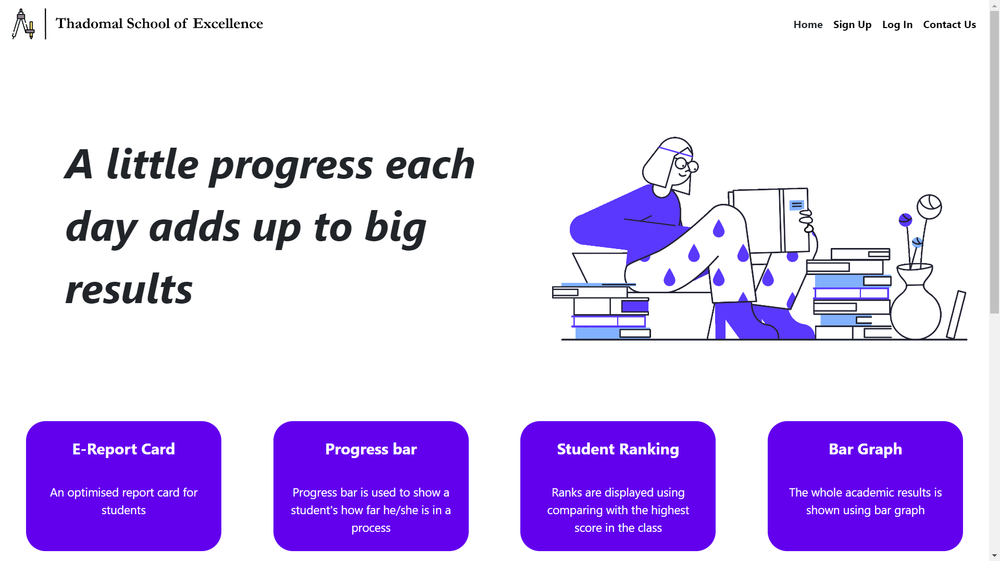 Thadomal School of Excellence
Home Sign Up Log In Contact Us
A little progress each
day adds up to big
results
E-Report Card
An optimised report card for
students
Progress bar
Progress bar is used to show a
student's how far he/she is in a
process
Student Ranking
Ranks are displayed using
comparing with the highest
score in the class
Bar Graph
The whole academic results is
shown using bar graph